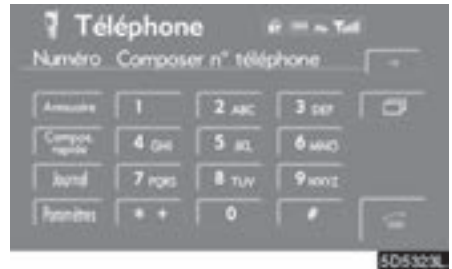 Téléphone
Numéro Composer n° téléphone
Annuaire 1 2 ABC 3 DEF
Compos. rapide 4 GHI 5 JKL 6 MNO
Journal 7 PQRS 8 TUV 9 WXYZ
Paramètres * + 0 #
5D5323L